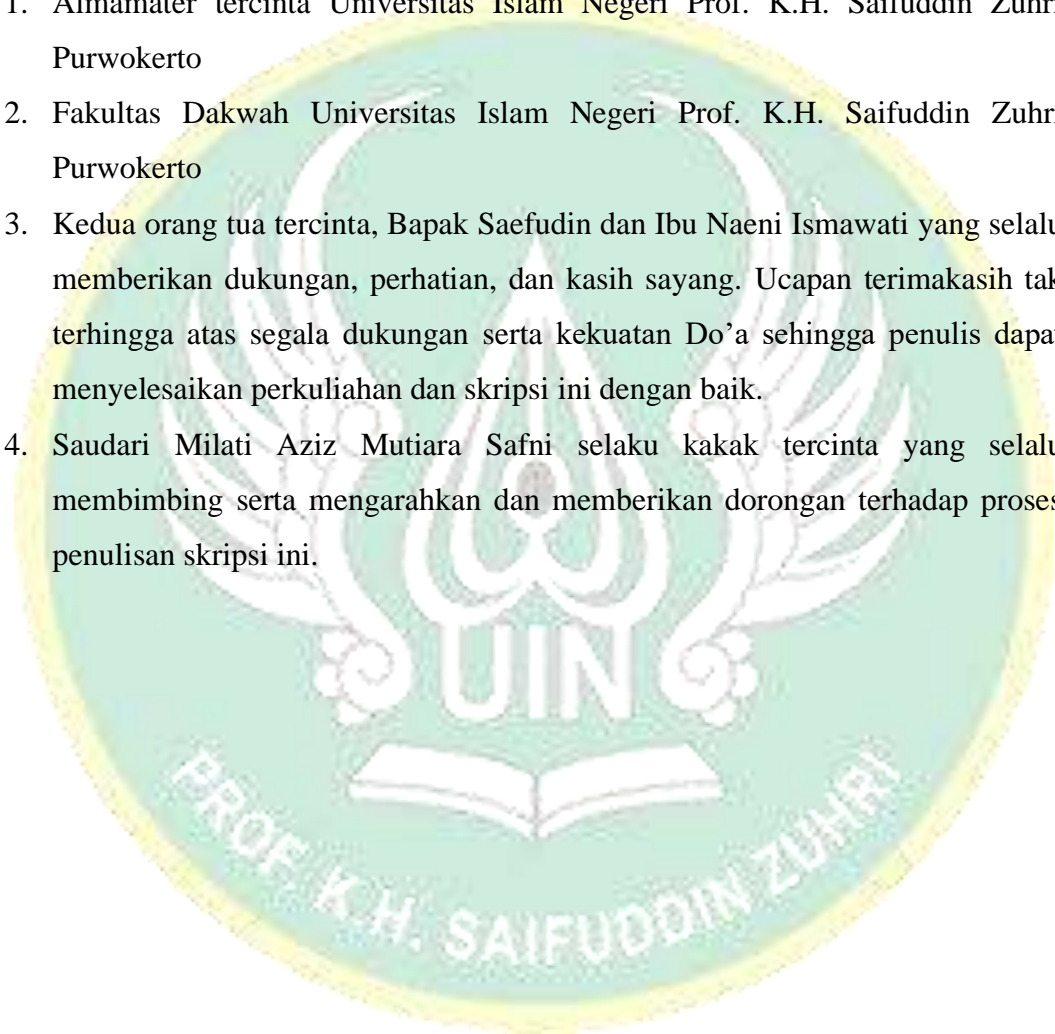 1. Almamater tercinta Universitas Islam Negeri Prof. K.H. Saifuddin Zuhri
Purwokerto
2. Fakultas Dakwah Universitas Islam Negeri Prof. K.H. Saifuddin Zuhri
Purwokerto
3. Kedua orang tua tercinta, Bapak Saefudin dan Ibu Naeni Ismawati yang selalu
memberikan dukungan, perhatian, dan kasih sayang. Ucapan terimakasih tak
terhingga atas segala dukungan serta kekuatan Do’a sehingga penulis dapat
menyelesaikan perkuliahan dan skripsi ini dengan baik.
4. Saudari Milati Aziz Mutiara Safni selaku kakak tercinta yang selalu
membimbing serta mengarahkan dan memberikan dorongan terhadap proses
penulisan skripsi ini.
UIN
PROF. K.H. SAIFUDDIN ZUHRI